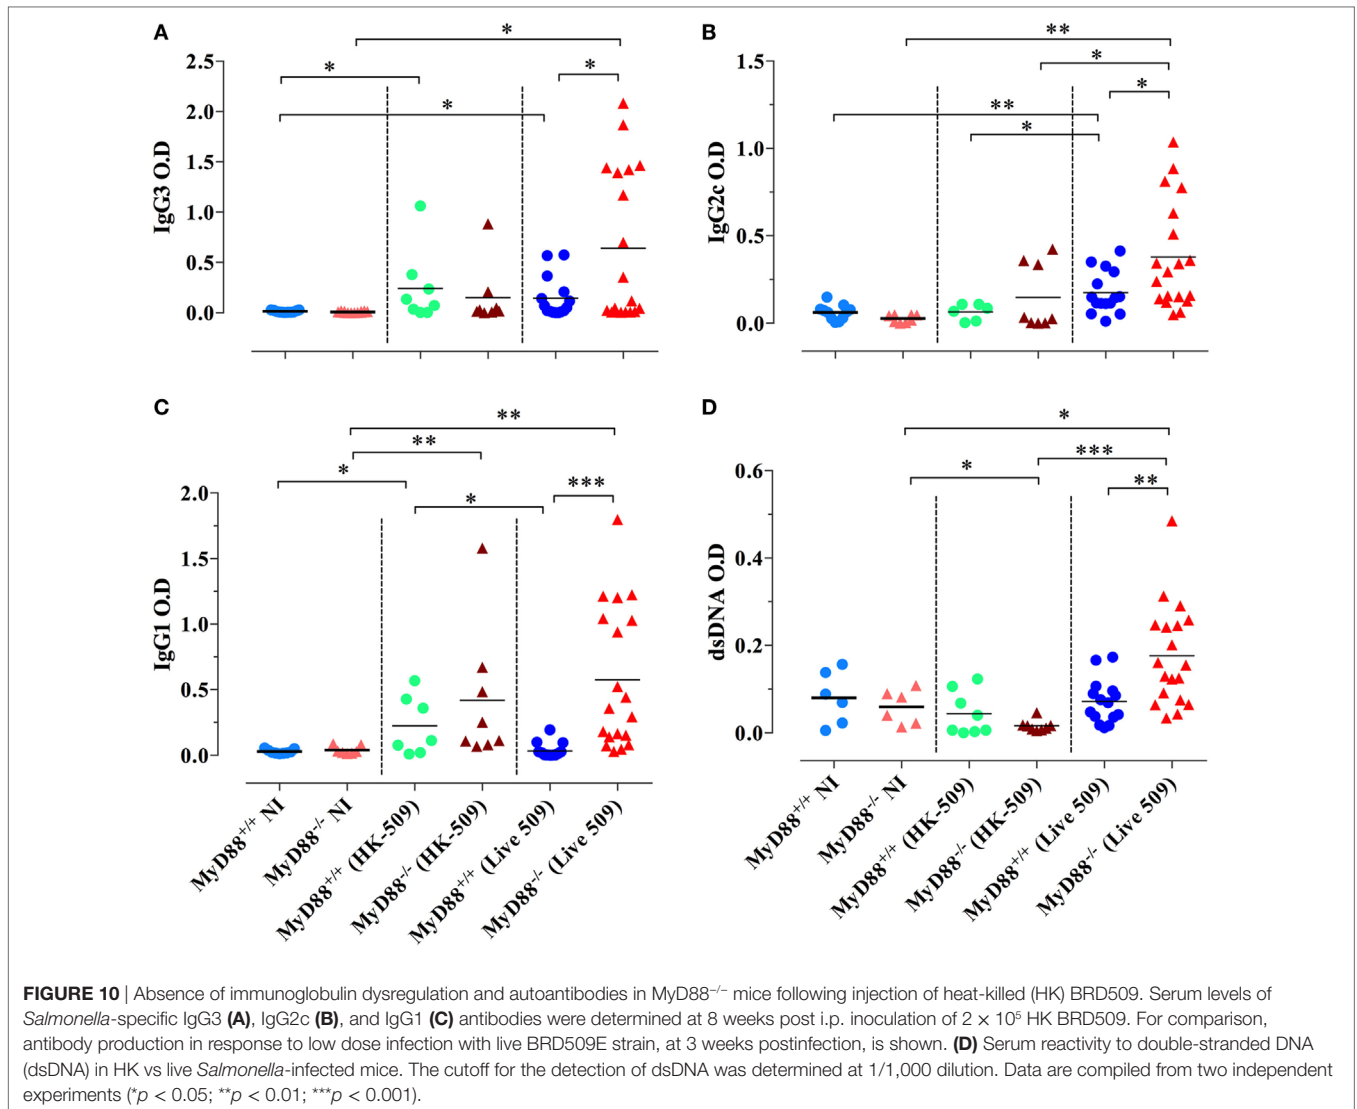 A
2.5
2.0
1.5
1.0
0.5
0.0
IgG3 O.D
*
*
*
*
B
1.5
1.0
0.5
0.0
IgG2c O.D
**
*
*
**
*
C
2.0
1.5
1.0
0.5
0.0
IgG1 O.D
**
**
*
*
***
MyD88+/+ NI
MyD88-/- NI
MyD88+/+ (HK-509)
MyD88-/- (HK-509)
MyD88+/+ (Live 509)
MyD88-/- (Live 509)
D
0.6
0.4
0.2
0.0
dsDNA O.D
*
***
*
**
MyD88+/+ NI
MyD88-/- NI
MyD88+/+ (HK-509)
MyD88-/- (HK-509)
MyD88+/+ (Live 509)
MyD88-/- (Live 509)
FIGURE 10 | Absence of immunoglobulin dysregulation and autoantibodies in MyD88−/− mice following injection of heat-killed (HK) BRD509. Serum levels of
Salmonella-specific IgG3 (A), IgG2c (B), and IgG1 (C) antibodies were determined at 8 weeks post i.p. inoculation of 2 × 10⁵ HK BRD509. For comparison,
antibody production in response to low dose infection with live BRD509E strain, at 3 weeks postinfection, is shown. (D) Serum reactivity to double-stranded DNA
(dsDNA) in HK vs live Salmonella-infected mice. The cutoff for the detection of dsDNA was determined at 1/1,000 dilution. Data are compiled from two independent
experiments (*p < 0.05; **p < 0.01; ***p < 0.001).